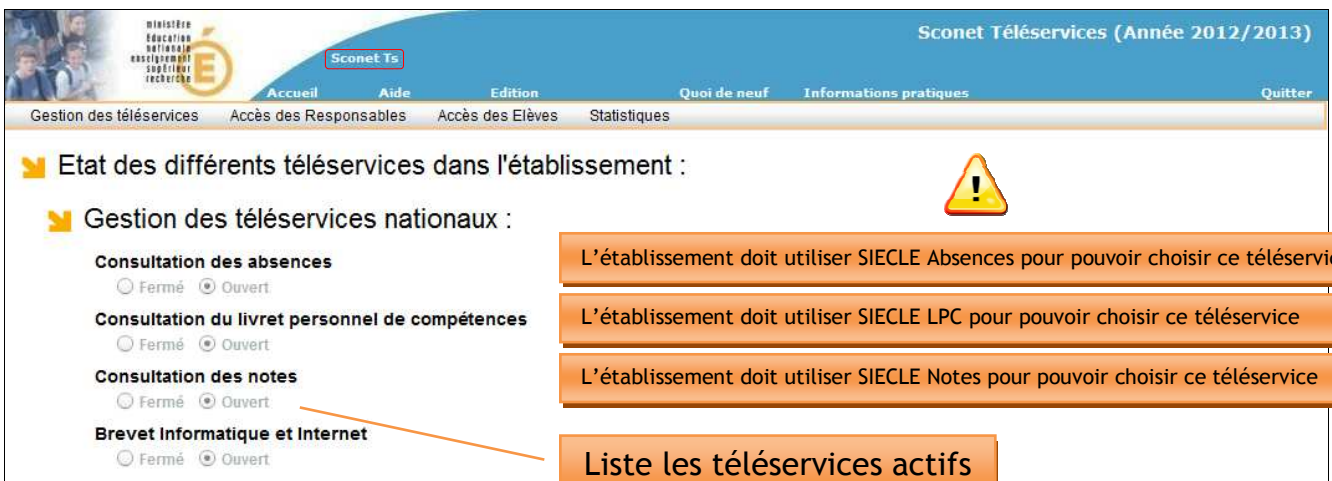 ministère
éducation
nationale
enseignement
supérieur
recherche
Sconet Ts
Sconet Téléservices (Année 2012/2013)
Accueil Aide Edition Quoi de neuf Informations pratiques Quitter
Gestion des téléservices Accès des Responsables Accès des Elèves Statistiques
Etat des différents téléservices dans l'établissement :
Gestion des téléservices nationaux :
Consultation des absences
Fermé Ouvert
L'établissement doit utiliser SIECLE Absences pour pouvoir choisir ce téléservic
Consultation du livret personnel de compétences
Fermé Ouvert
L'établissement doit utiliser SIECLE LPC pour pouvoir choisir ce téléservice
Consultation des notes
Fermé Ouvert
L'établissement doit utiliser SIECLE Notes pour pouvoir choisir ce téléservice
Brevet Informatique et Internet
Fermé Ouvert
Liste les téléservices actifs